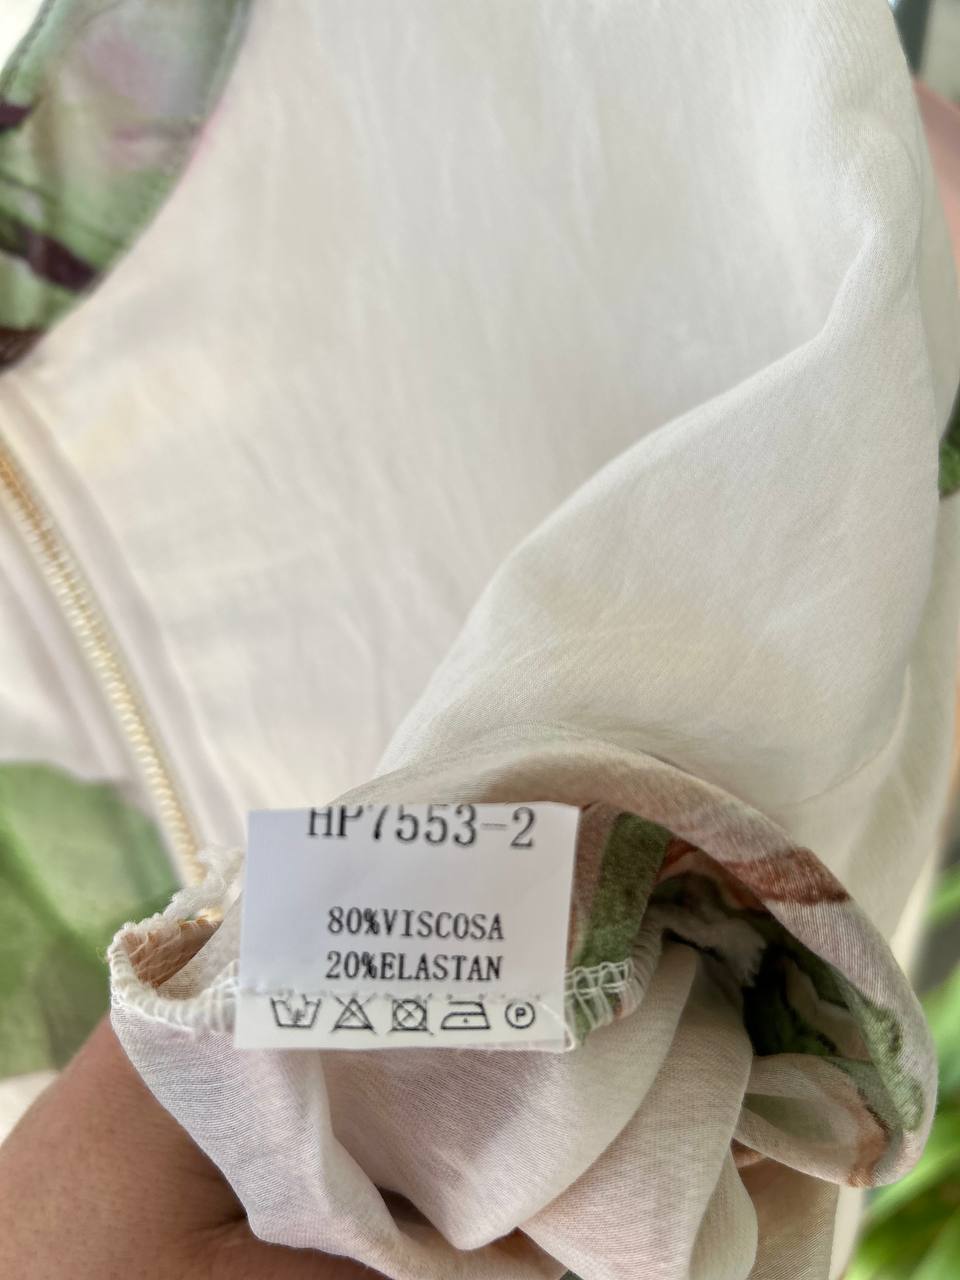 HP7553-2
80%VISCOSA
20%ELASTAN
P